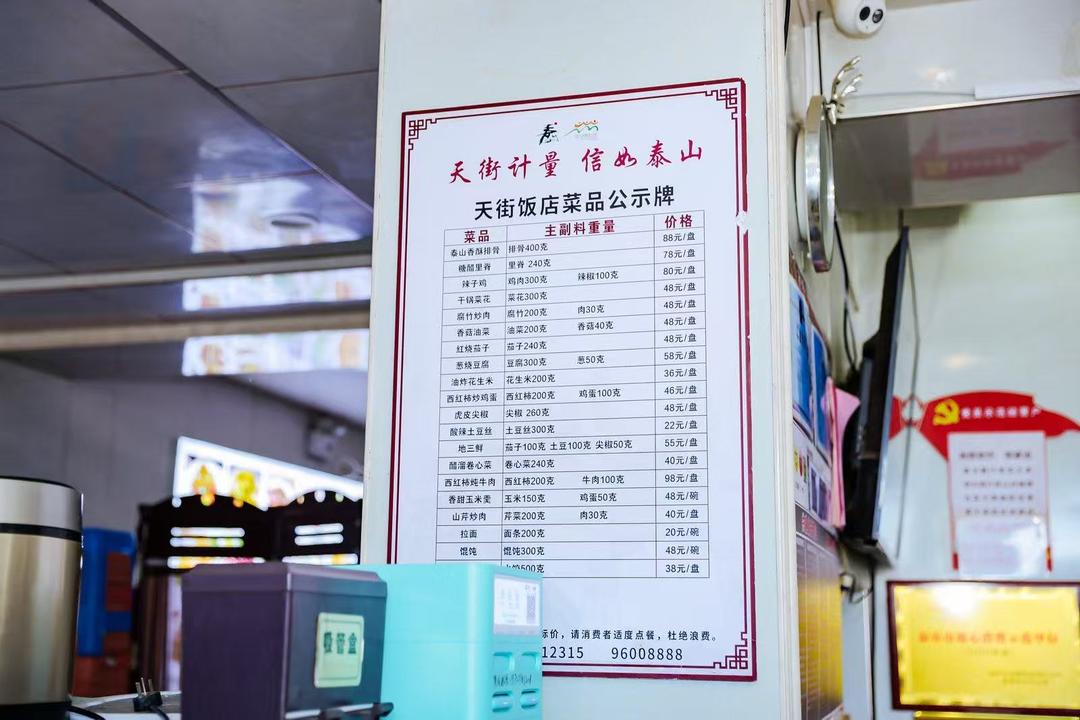 泰
天街计量 信如泰山
天街饭店菜品公示牌
菜品 主副料重量 价格
泰山香酥排骨 排骨400克 88元/盘
糖醋里脊 里脊 240克 78元/盘
辣子鸡 鸡肉300克 辣椒100克 80元/盘
干锅菜花 菜花300克 48元/盘
腐竹炒肉 腐竹200克 肉30克 48元/盘
香菇油菜 油菜200克 香菇40克 48元/盘
红烧茄子 茄子240克 48元/盘
葱烧豆腐 豆腐300克 葱50克 58元/盘
油炸花生米 花生米200克 36元/盘
西红柿炒鸡蛋 西红柿200克 鸡蛋100克 46元/盘
虎皮尖椒 尖椒 260克 48元/盘
酸辣土豆丝 土豆丝300克 22元/盘
地三鲜 茄子100克 土豆100克 尖椒50克 55元/盘
醋溜卷心菜 卷心菜240克 40元/盘
西红柿炖牛肉 西红柿200克 牛肉100克 98元/盘
香甜玉米羹 玉米150克 鸡蛋50克 48元/碗
山芹炒肉 芹菜200克 肉30克 40元/盘
拉面 面条200克 20元/碗
馄饨 馄饨300克 48元/碗
500克 38元/盘
标价，请消费者适度点餐，杜绝浪费。
12315 96008888
吸管盒